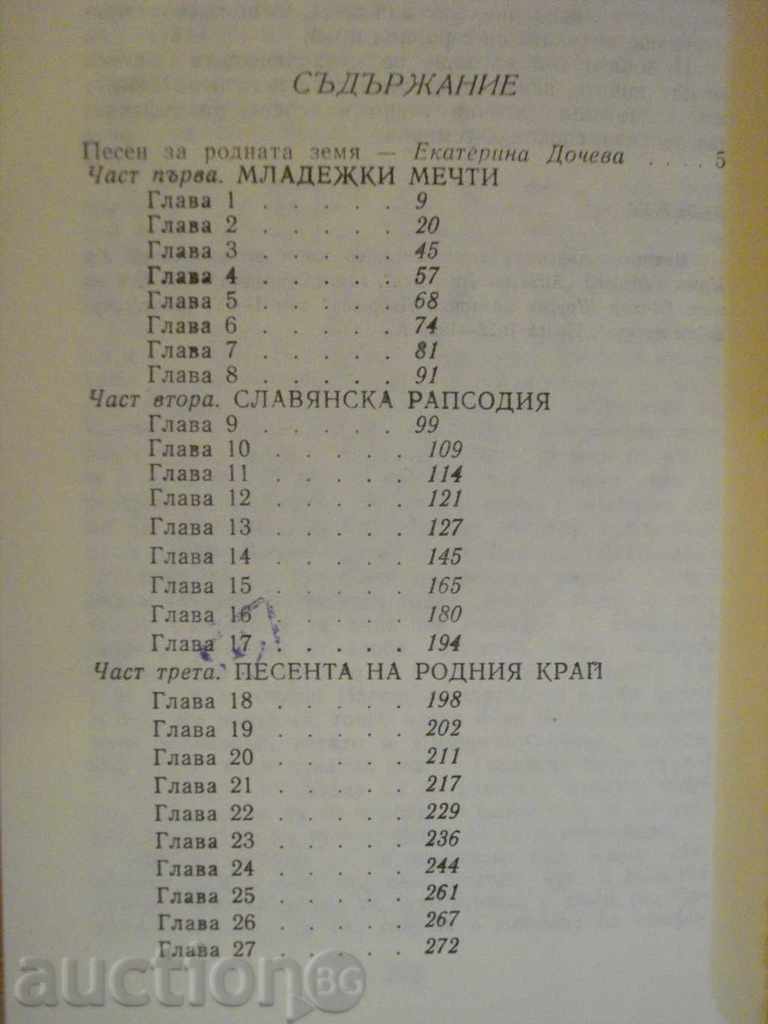 СЪДЪРЖАНИЕ
Песен за родната земя — Екатерина Дочева .... 5
Част първа. МЛАДЕЖКИ МЕЧТИ
Глава 1 ..... 9
Глава 2 ..... 20
Глава 3 ..... 45
Глава 4 ..... 57
Глава 5 ..... 68
Глава 6 ..... 74
Глава 7 ..... 81
Глава 8 ..... 91
Част втора. СЛАВЯНСКА РАПСОДИЯ
Глава 9 ..... 99
Глава 10 ..... 109
Глава 11 ..... 114
Глава 12 ..... 121
Глава 13 ..... 127
Глава 14 ..... 145
Глава 15 ..... 165
Глава 16 ..... 180
Глава 17 ..... 194
Част трета. ПЕСЕНТА НА РОДНИЯ КРАЙ
Глава 18 ..... 198
Глава 19 ..... 202
Глава 20 ..... 211
Глава 21 ..... 217
Глава 22 ..... 229
Глава 23 ..... 236
Глава 24 ..... 244
Глава 25 ..... 261
Глава 26 ..... 267
Глава 27 ..... 272
auction BG